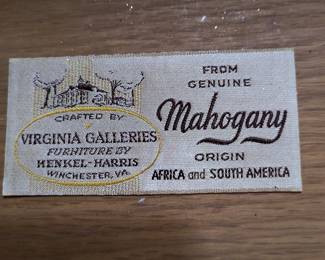 CRAFTED BY
VIRGINIA GALLERIES
FURNITURE BY
HENKEL-HARRIS
WINCHESTER, VA.
FROM
GENUINE
Mahogany
ORIGIN
AFRICA and SOUTH AMERICA